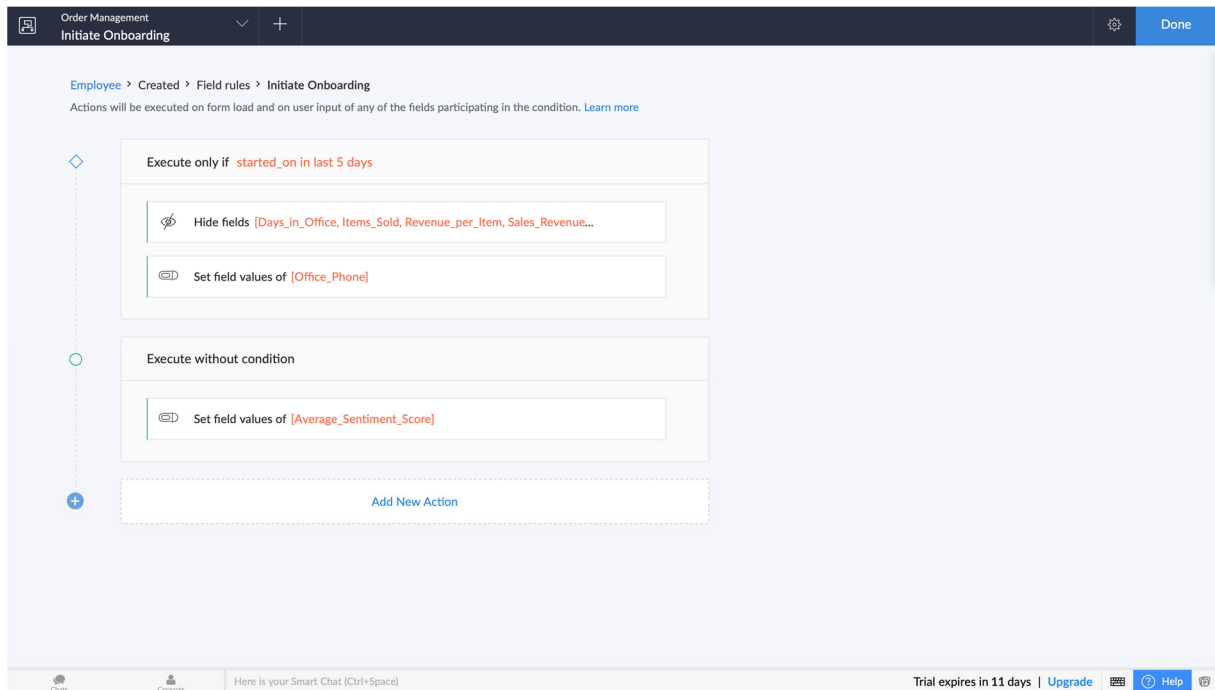 Order Management
Initiate Onboarding
Done
Employee > Created > Field rules > Initiate Onboarding
Actions will be executed on form load and on user input of any of the fields participating in the condition. Learn more
Execute only if started_on in last 5 days
Hide fields [Days_in_Office, Items_Sold, Revenue_per_Item, Sales_Revenue...
Set field values of [Office_Phone]
Execute without condition
Set field values of [Average_Sentiment_Score]
Add New Action
Chats
Contacts
Here is your Smart Chat (Ctrl+Space)
Trial expires in 11 days | Upgrade
Help